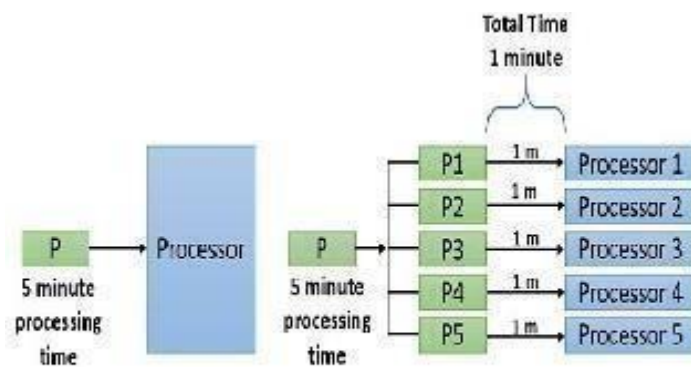 P
Processor
5 minute
processing
time
Total Time
1 minute
P
5 minute
processing
time
P1
1 m
Processor 1
P2
1 m
Processor 2
P3
1 m
Processor 3
P4
1 m
Processor 4
P5
1 m
Processor 5